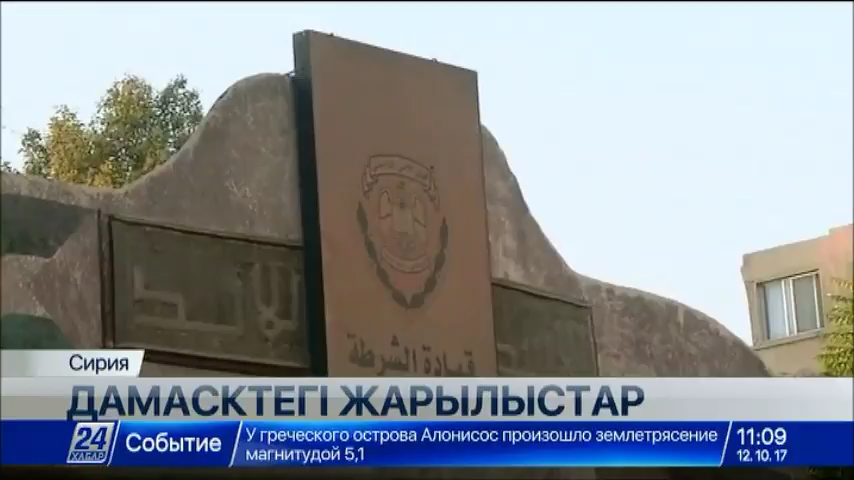 قيادة الشرطة
Сирия
ДАМАСКТЕГІ ЖАРЫЛЫСТАР
24
ХАБАР
Событие
У греческого острова Алонисос произошло землетрясение
магнитудой 5,1
11:09
12.10.17